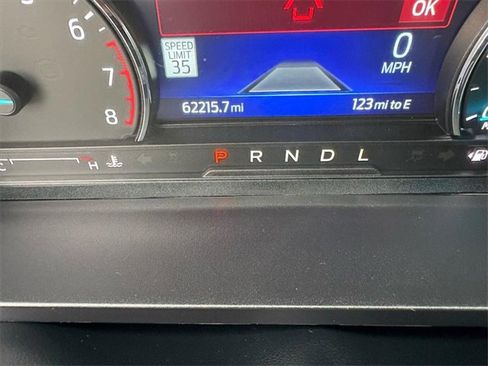 OK
6
7
8
SPEED
LIMIT
35
0
MPH
62215.7 mi
123 mi to E
C H
P R N D L